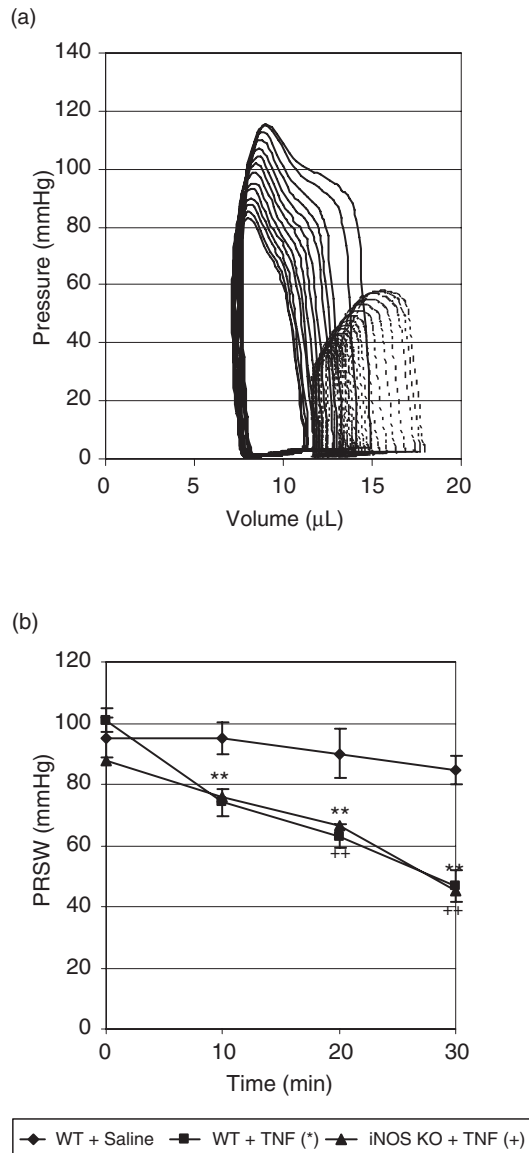 (a)
Pressure (mmHg)
140
120
100
80
60
40
20
0
0 5 10 15 20
Volume (μL)
(b)
PRSW (mmHg)
120
100
80
60
40
20
0
**
**
++
**
++
0 10 20 30
Time (min)
WT + Saline WT + TNF (*) iNOS KO + TNF (+)